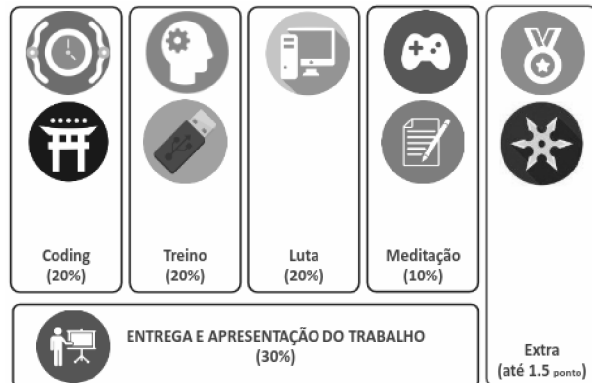 Coding
(20%)
Treino
(20%)
Luta
(20%)
Meditação
(10%)
ENTREGA E APRESENTAÇÃO DO TRABALHO
(30%)
Extra
(até 1.5 ponto)